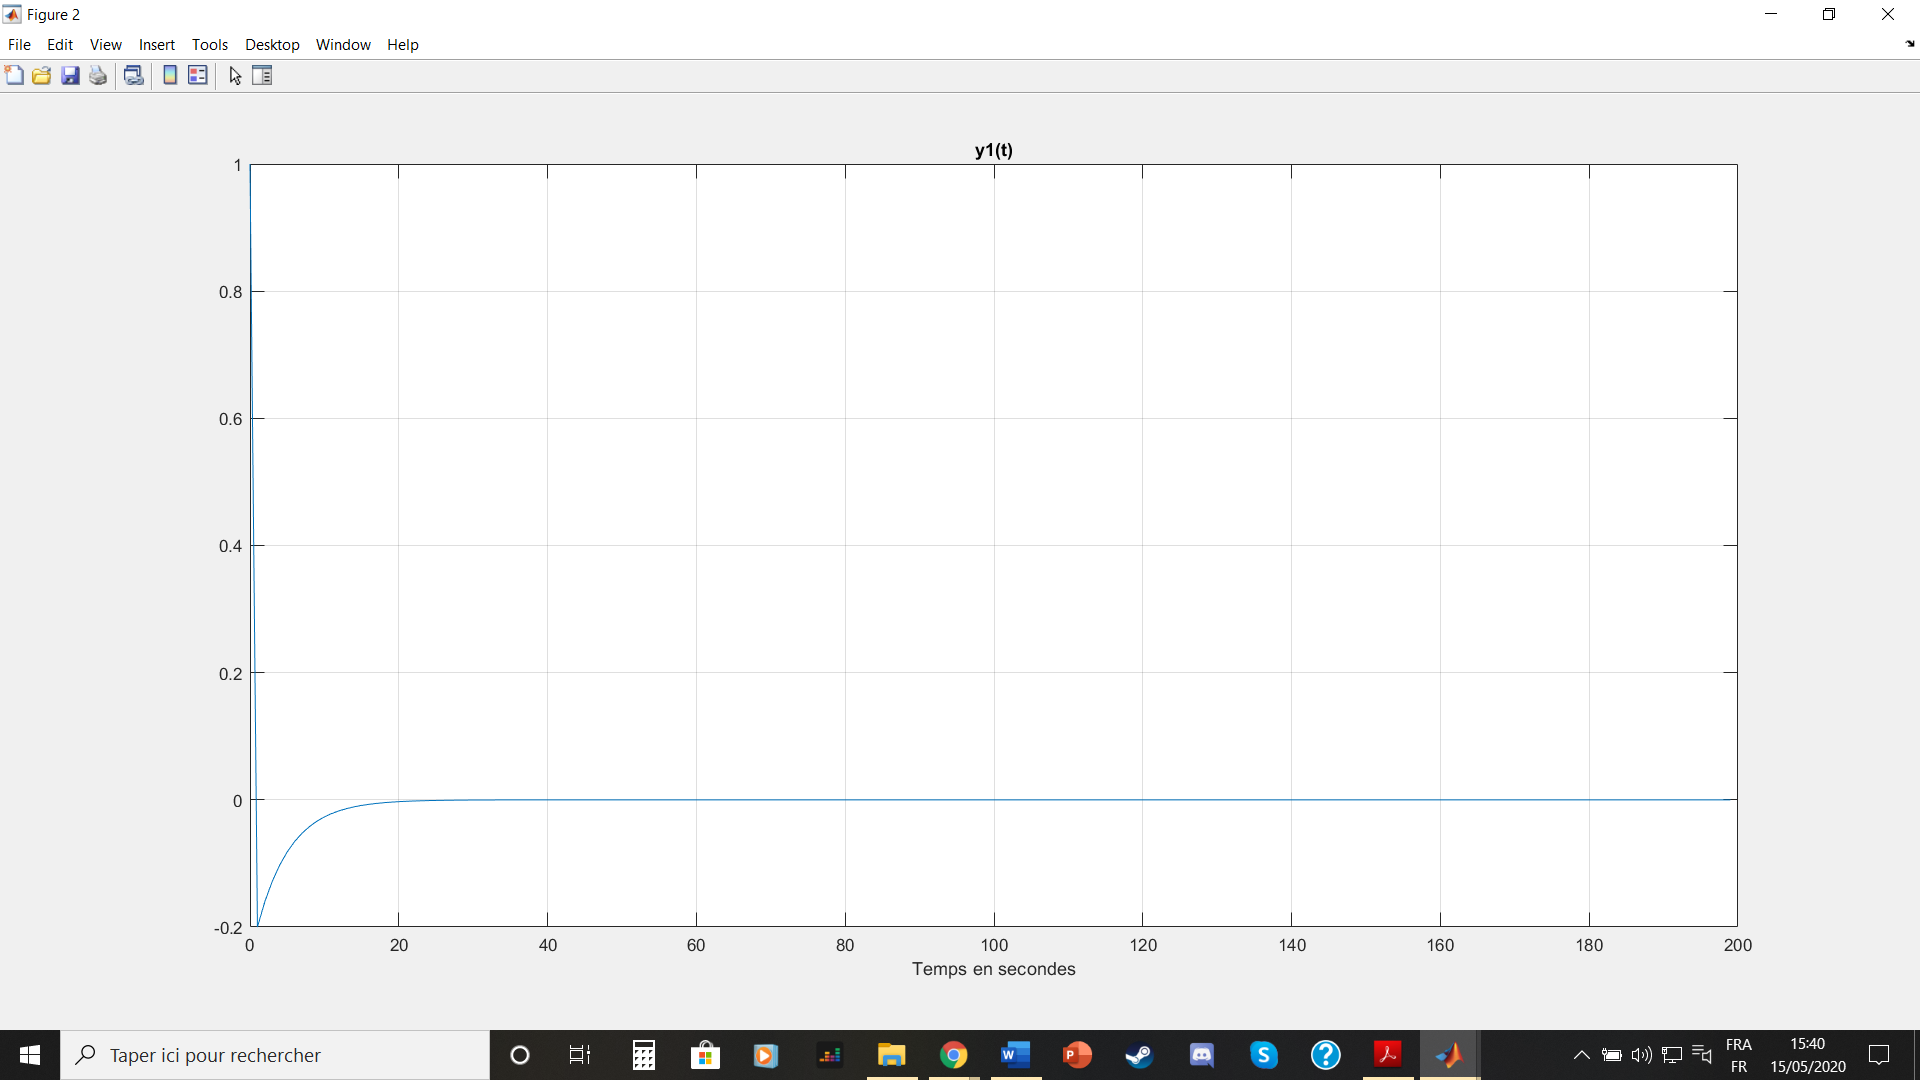 Figure 2
File Edit View Insert Tools Desktop Window Help
y1(t)
1
0.8
0.6
0.4
0.2
0
-0.2
0 20 40 60 80 100 120 140 160 180 200
Temps en secondes
Taper ici pour rechercher
FRA
FR
15:40
15/05/2020